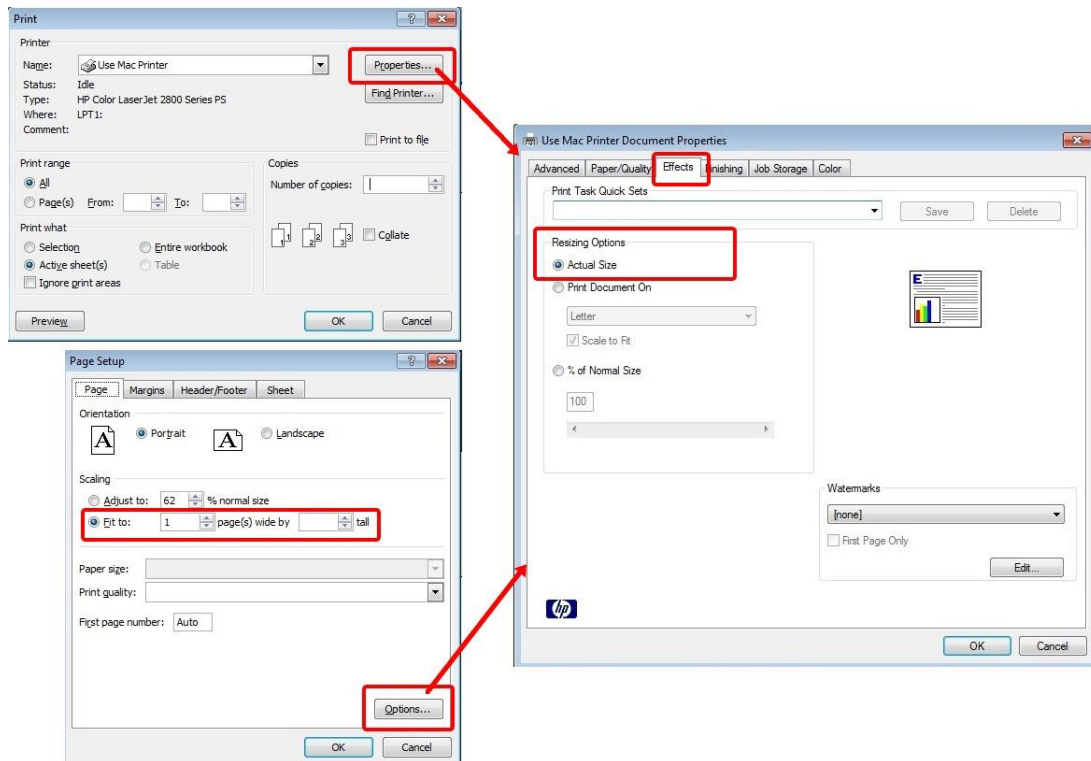 Print
Printer
Name: Use Mac Printer Properties...
Status: Idle
Type: HP Color LaserJet 2800 Series PS Find Printer...
Where: LPT1:
Comment: Print to file
Print range
All
Page(s) From: To:
Copies
Number of copies:
1 1 2 2 3 3 Collate
Print what
Selection Entire workbook
Active sheet(s) Table
Ignore print areas
Preview OK Cancel
Page Setup
Page Margins Header/Footer Sheet
Orientation
A Portrait A Landscape
Scaling
Adjust to: 62 % normal size
Fit to: 1 page(s) wide by tall
Paper size:
Print quality:
First page number: Auto
Options...
OK Cancel
Use Mac Printer Document Properties
Advanced Paper/Quality Effects Finishing Job Storage Color
Print Task Quick Sets
Save Delete
Resizing Options
Actual Size
Print Document On
Letter
Scale to Fit
% of Normal Size
100
E
Watermarks
[none]
First Page Only
Edit...
hp
OK Cancel